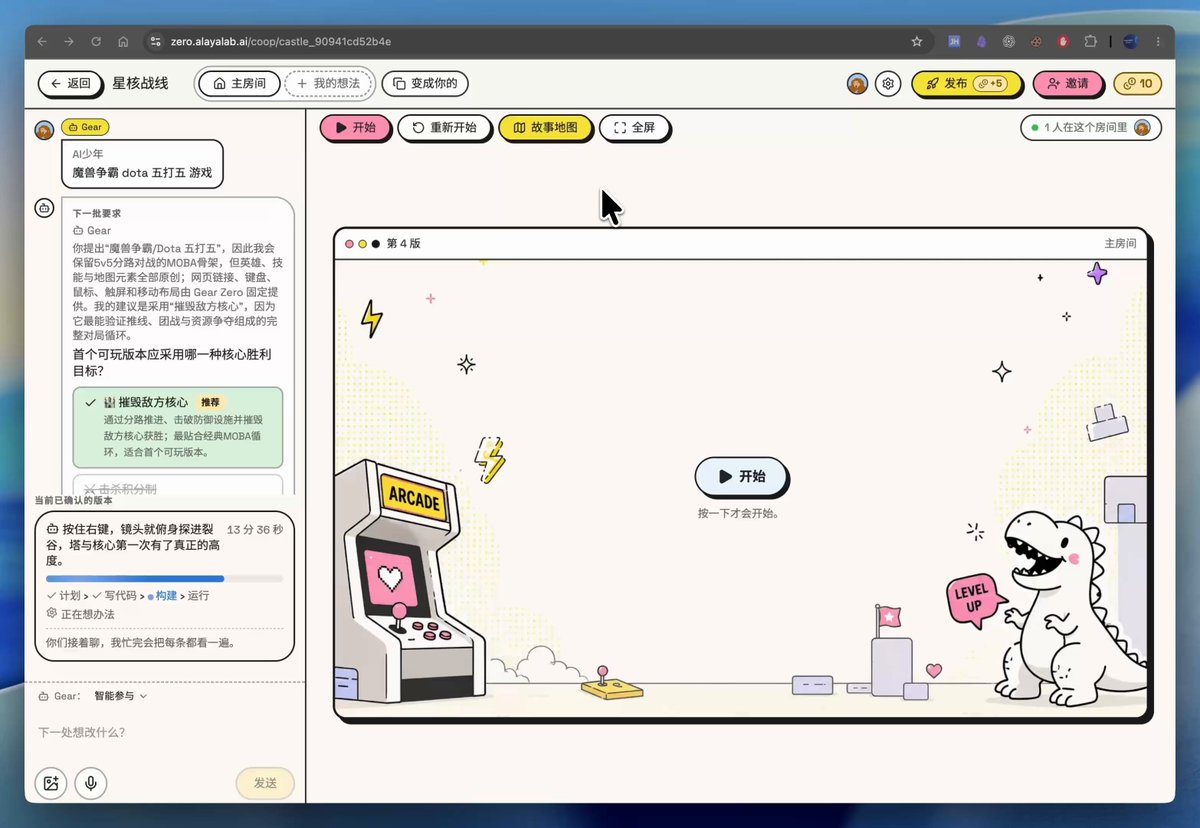 zero.alayalab.ai/coop/castle_90941cd52b4e
返回
星核战线
主房间
我的想法
变成你的
发布
+5
邀请
10
Gear
AI少年
魔兽争霸 dota 五打五 游戏
下一批要求
Gear
你提出“魔兽争霸/Dota 五打五”，因此我会
保留5v5分路对战的MOBA骨架，但英雄、技
能与地图元素全部原创；网页链接、键盘、
鼠标、触屏和移动布局由 Gear Zero 固定提
供。我的建议是采用“摧毁敌方核心”，因为
它最能验证推线、团战与资源争夺组成的完
整对局循环。
首个可玩版本应采用哪一种核心胜利
目标？
摧毁敌方核心 推荐
通过分路推进、击破防御设施并摧毁
敌方核心获胜；最贴合经典MOBA循
环，适合首个可玩版本。
击杀积分制
当前已确认的版本
按住右键，镜头就俯身探进裂
谷，塔与核心第一次有了真正的高
度。
13 分 36 秒
计划 > 写代码 > 构建 > 运行
正在想办法
你们接着聊，我忙完会把每条都看一遍。
Gear: 智能参与
下一处想改什么？
发送
开始
重新开始
故事地图
全屏
1 人在这个房间里
第 4 版
主房间
ARCADE
开始
按一下才会开始。
LEVEL
UP